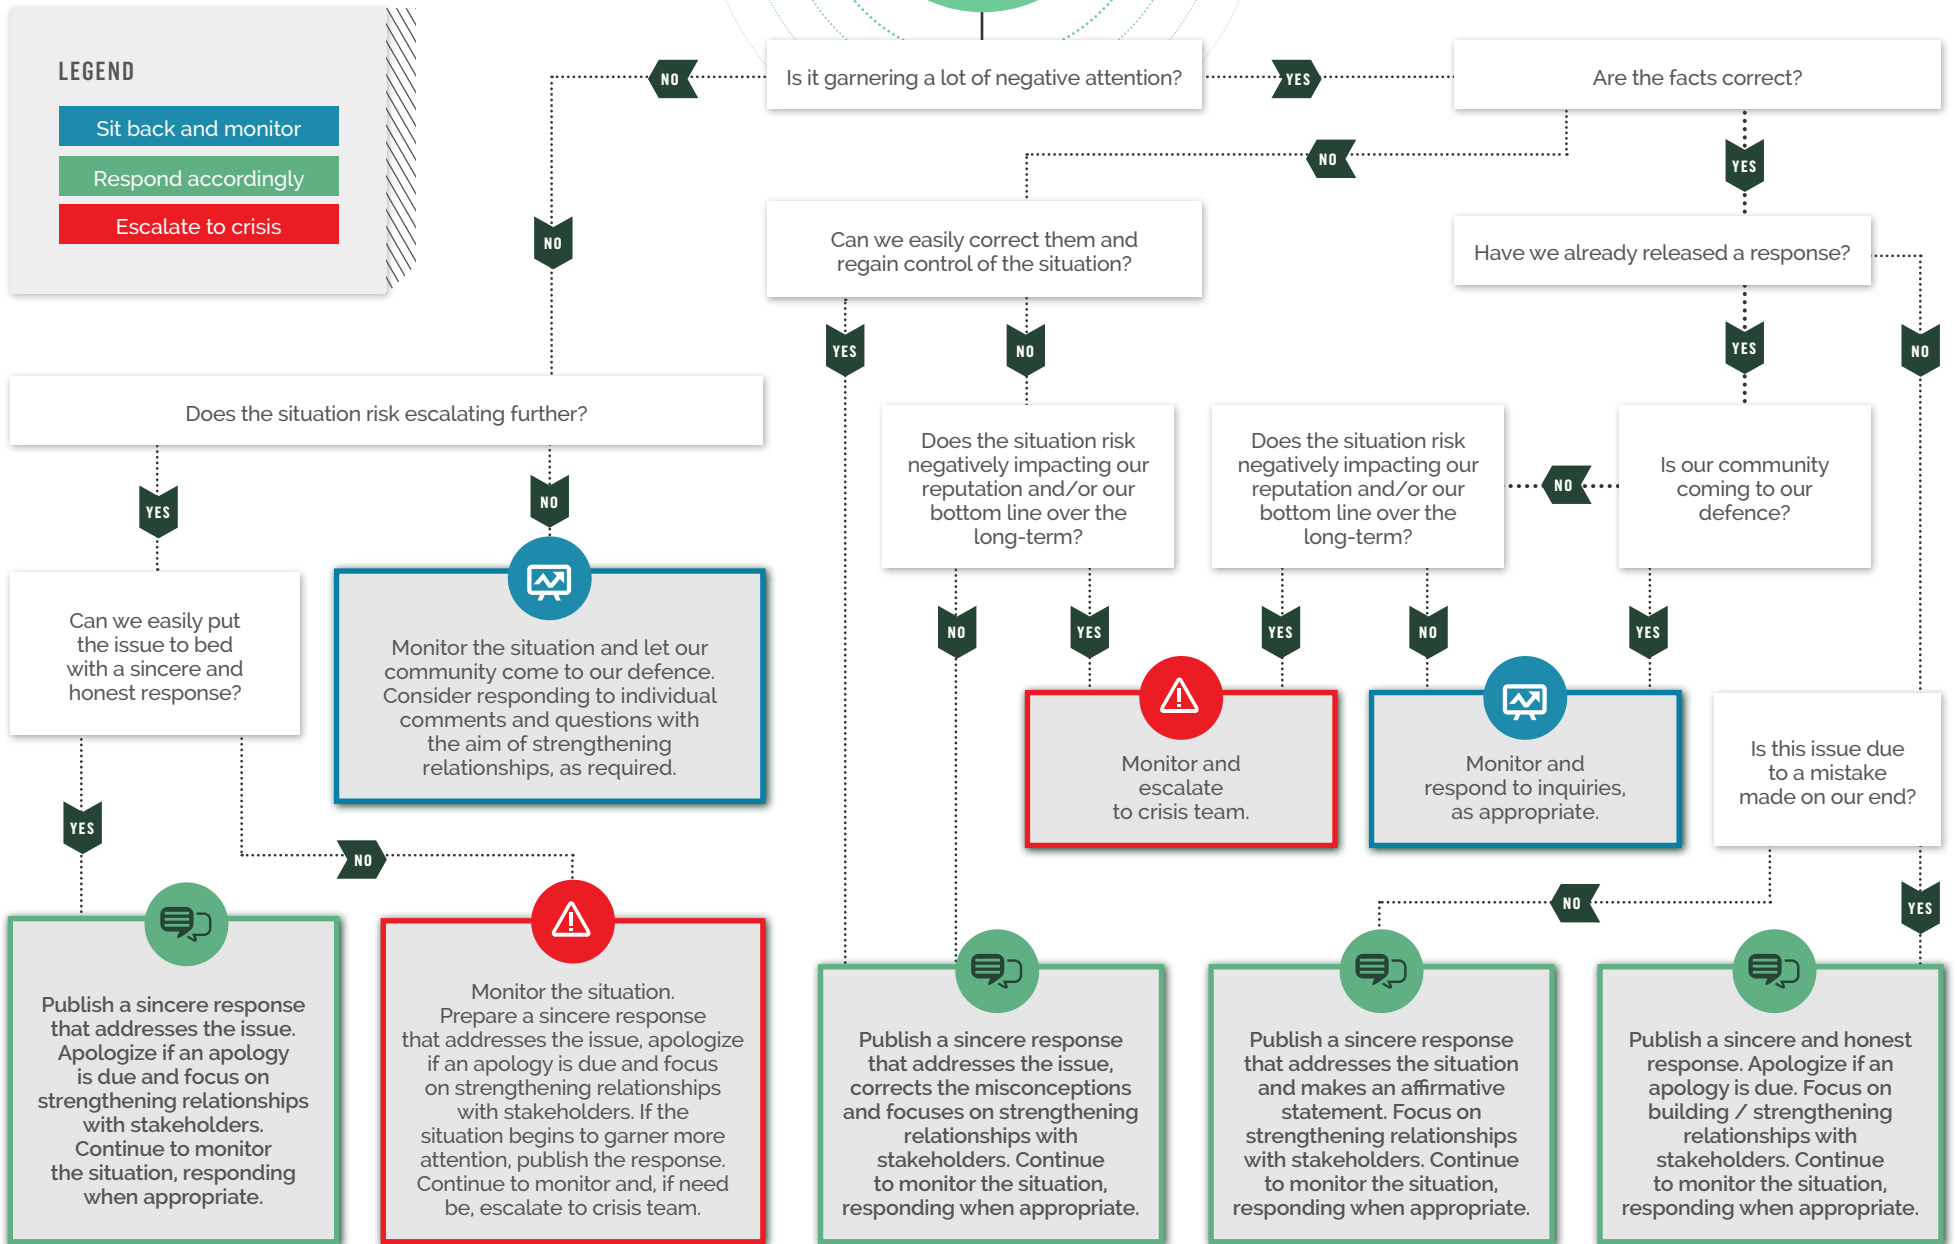 LEGEND
Sit back and monitor
Respond accordingly
Escalate to crisis
NO
Is it garnering a lot of negative attention?
YES
Are the facts correct?
NO
YES
NO
Can we easily correct them and
regain control of the situation?
Have we already released a response?
YES
NO
YES
NO
Does the situation risk escalating further?
Does the situation risk
negatively impacting our
reputation and/or our
bottom line over the
long-term?
Does the situation risk
negatively impacting our
reputation and/or our
bottom line over the
long-term?
NO
Is our community
coming to our
defence?
YES
NO
Can we easily put
the issue to bed
with a sincere and
honest response?
Monitor the situation and let our
community come to our defence.
Consider responding to individual
comments and questions with
the aim of strengthening
relationships, as required.
NO
YES
YES
NO
YES
Monitor and
escalate
to crisis team.
Monitor and
respond to inquiries,
as appropriate.
Is this issue due
to a mistake
made on our end?
YES
NO
NO
YES
Publish a sincere response
that addresses the issue.
Apologize if an apology
is due and focus on
strengthening relationships
with stakeholders.
Continue to monitor
the situation, responding
when appropriate.
Monitor the situation.
Prepare a sincere response
that addresses the issue, apologize
if an apology is due and focus
on strengthening relationships
with stakeholders. If the
situation begins to garner more
attention, publish the response.
Continue to monitor and, if need
be, escalate to crisis team.
Publish a sincere response
that addresses the issue,
corrects the misconceptions
and focuses on strengthening
relationships with
stakeholders. Continue
to monitor the situation,
responding when appropriate.
Publish a sincere response
that addresses the situation
and makes an affirmative
statement. Focus on
strengthening relationships
with stakeholders. Continue
to monitor the situation,
responding when appropriate.
Publish a sincere and honest
response. Apologize if an
apology is due. Focus on
building / strengthening
relationships with
stakeholders. Continue
to monitor the situation,
responding when appropriate.